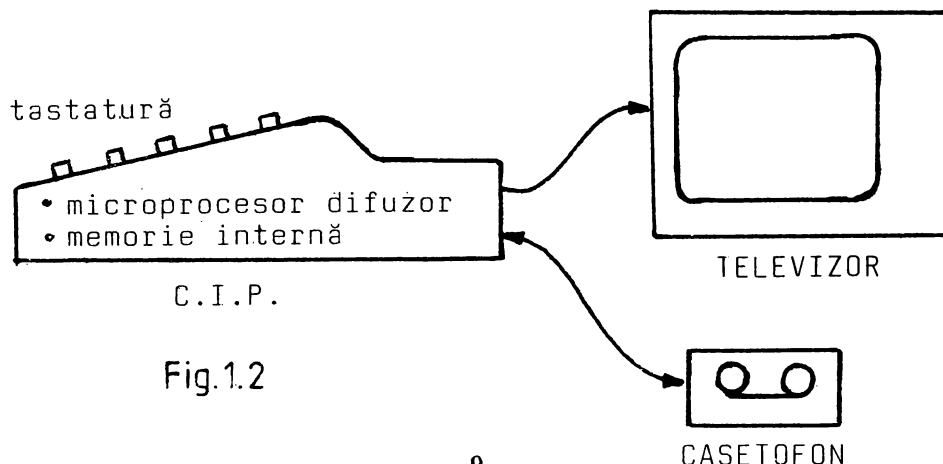 tastatură
• microprocesor difuzor
• memorie internă
TELEVIZOR
C.I.P.
Fig.1.2
CASETOFON